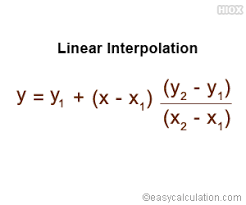 HIOX
Linear Interpolation
y = y₁ + (x - x₁) (y₂ - y₁) / (x₂ - x₁)
©easycalculation.com